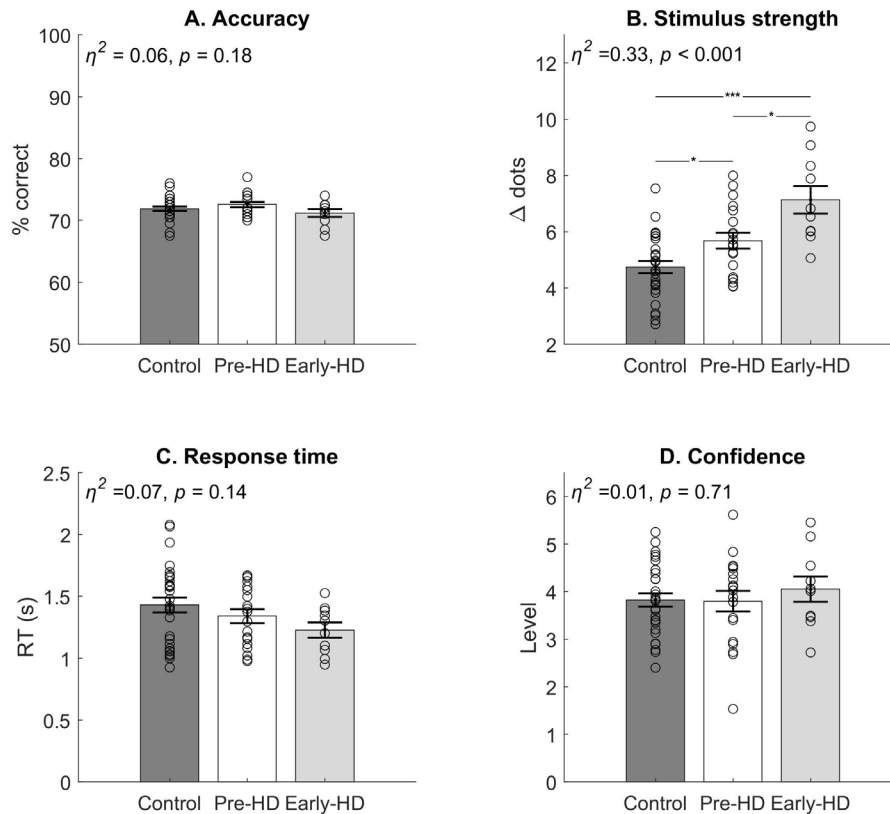 A. Accuracy
η² = 0.06, p = 0.18
100
90
80
70
60
50
% correct
Control Pre-HD Early-HD
B. Stimulus strength
η² =0.33, p < 0.001
12
10
8
6
4
2
Δ dots
***
*
*
Control Pre-HD Early-HD
C. Response time
η² =0.07, p = 0.14
2.5
2
1.5
1
0.5
0
RT (s)
Control Pre-HD Early-HD
D. Confidence
η² =0.01, p = 0.71
6
5
4
3
2
1
0
Level
Control Pre-HD Early-HD